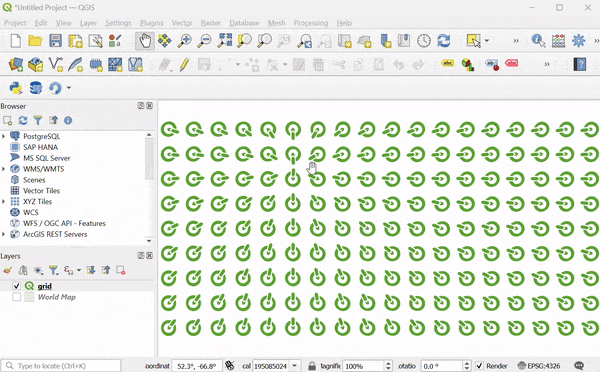 *Untitled Project — QGIS
Project Edit View Layer Settings Plugins Vector Raster Database Mesh Processing Help
abc
Browser
PostgreSQL
SAP HANA
MS SQL Server
WMS/WMTS
Scenes
Vector Tiles
XYZ Tiles
WCS
WFS / OGC API - Features
ArcGIS REST Servers
Layers
grid
World Map
Type to locate (Ctrl+K)
oordinat 52.3°, -66.8° cal 195085024 lagnifie 100% otatio 0.0 ° Render EPSG:4326